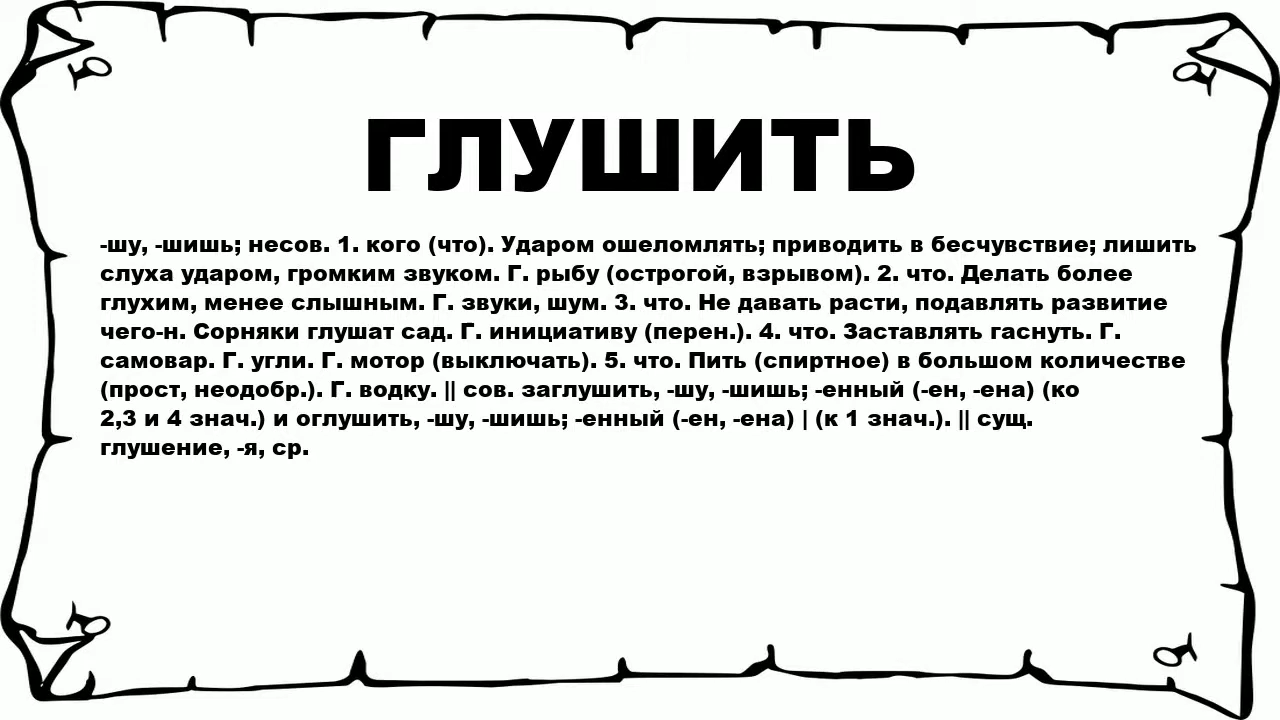 ГЛУШИТЬ
-шу, -шишь; несов. 1. кого (что). Ударом ошеломлять; приводить в бесчувствие; лишить
слуха ударом, громким звуком. Г. рыбу (острогой, взрывом). 2. что. Делать более
глухим, менее слышным. Г. звуки, шум. 3. что. Не давать расти, подавлять развитие
чего-н. Сорняки глушат сад. Г. инициативу (перен.). 4. что. Заставлять гаснуть. Г.
самовар. Г. угли. Г. мотор (выключать). 5. что. Пить (спиртное) в большом количестве
(прост, неодобр.). Г. водку. || сов. заглушить, -шу, -шишь; -енный (-ен, -ена) (ко
2,3 и 4 знач.) и оглушить, -шу, -шишь; -енный (-ен, -ена) | (к 1 знач.). || сущ.
глушение, -я, ср.